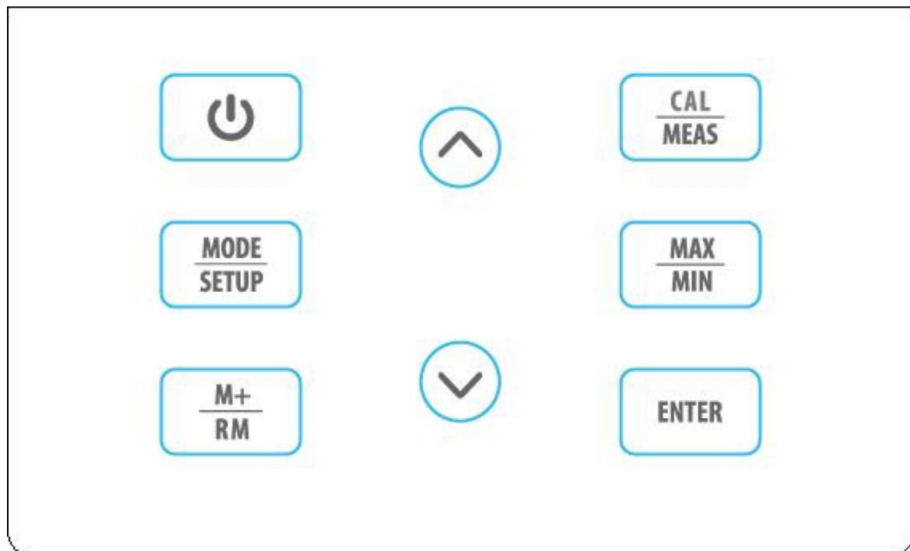 CAL
MEAS
MODE
SETUP
MAX
MIN
M+
RM
ENTER